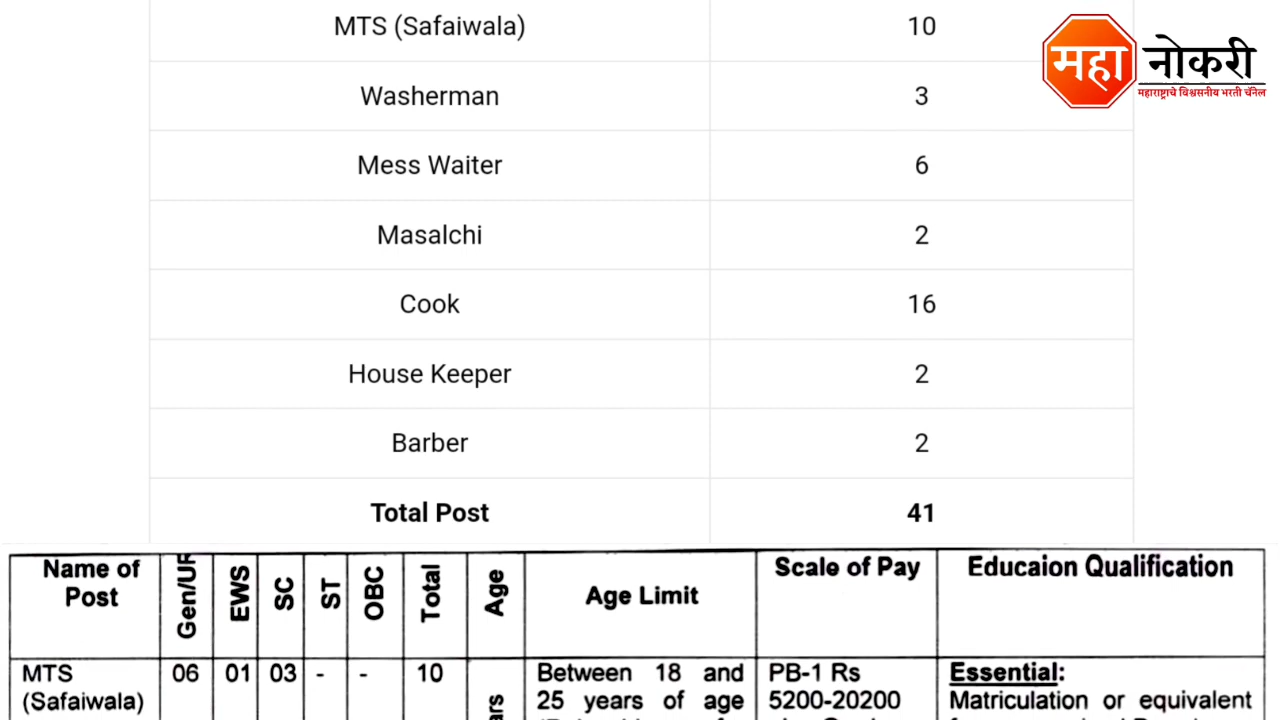 MTS (Safaiwala) 10
महा नोकरी
महाराष्ट्राचे विश्वसनीय भरती चॅनेल
Washerman 3
Mess Waiter 6
Masalchi 2
Cook 16
House Keeper 2
Barber 2
Total Post 41
Name of Post Gen/UR EWS SC ST OBC Total Age Age Limit Scale of Pay Educaion Qualification
MTS 06 01 03 - - 10 Between 18 and PB-1 Rs Essential:
(Safaiwala) 25 years of age 5200-20200 Matriculation or equivalent